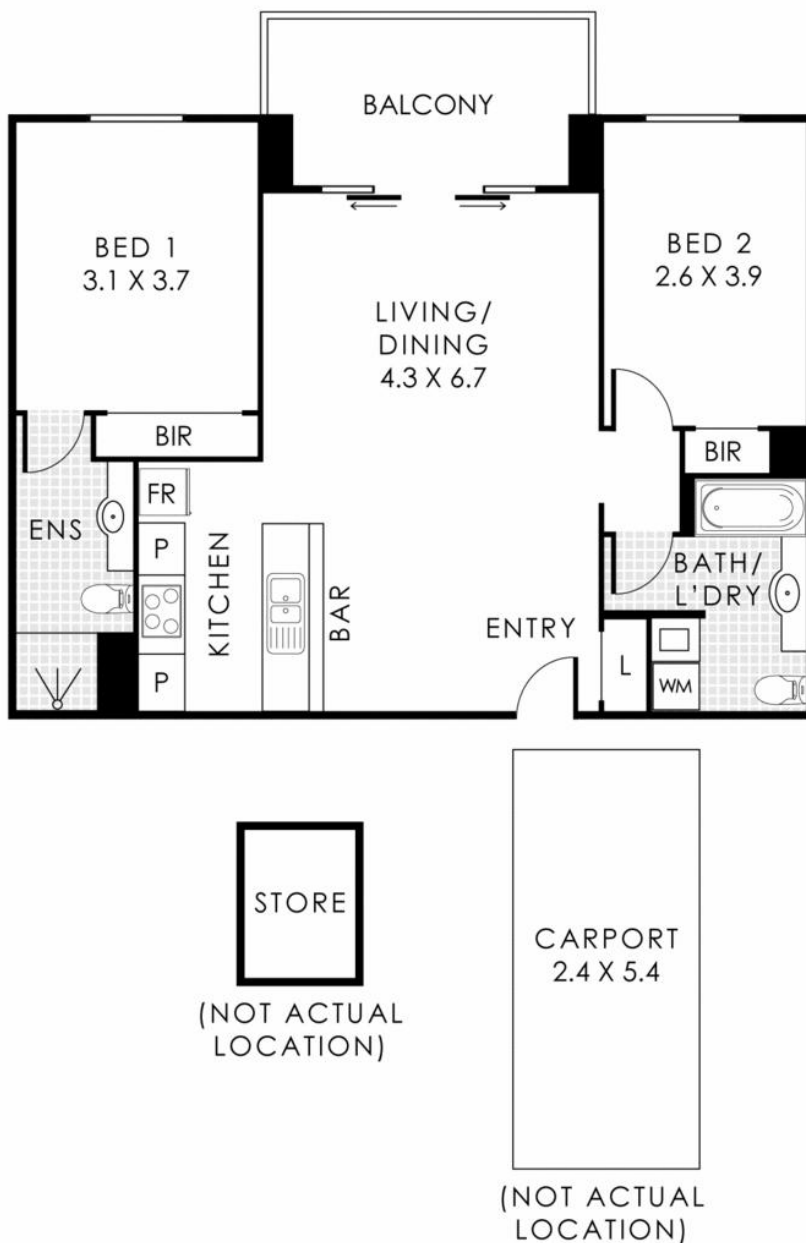 BALCONY
BED 1
3.1 X 3.7
BED 2
2.6 X 3.9
LIVING/
DINING
4.3 X 6.7
BIR
BIR
FR
ENS
P
KITCHEN
BAR
BATH/
L'DRY
ENTRY
P
L
WM
STORE
(NOT ACTUAL
LOCATION)
CARPORT
2.4 X 5.4
(NOT ACTUAL
LOCATION)